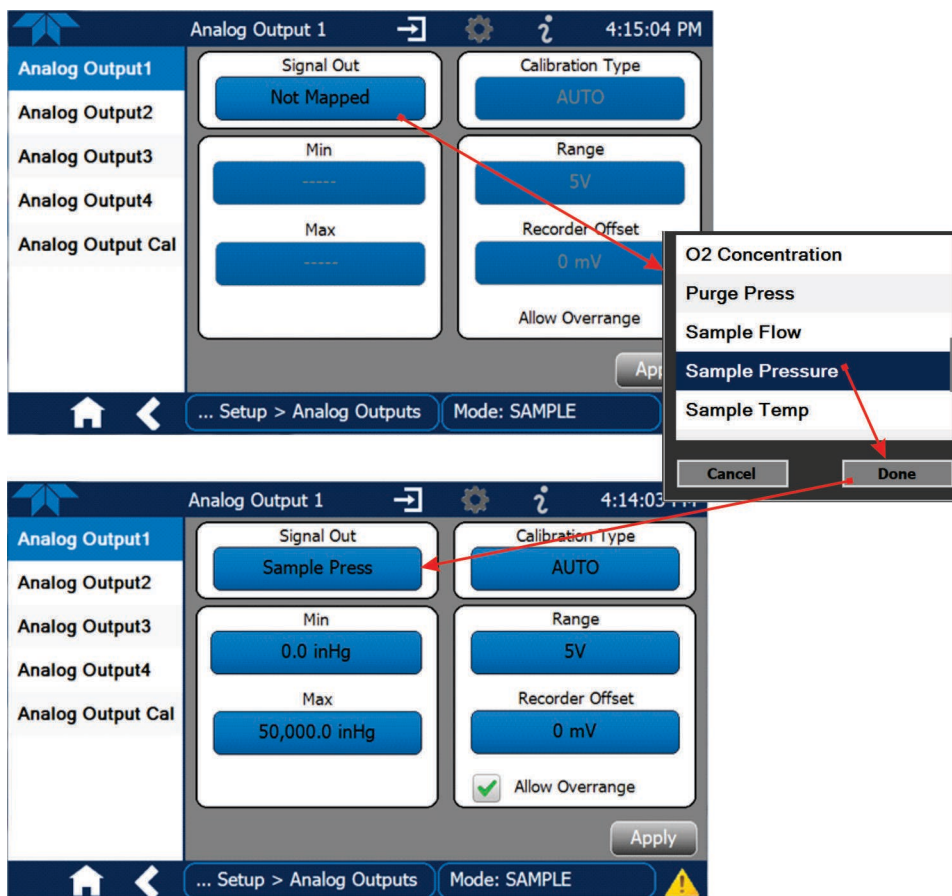 Analog Output 1
4:15:04 PM
Analog Output1
Analog Output2
Analog Output3
Analog Output4
Analog Output Cal
Signal Out
Not Mapped
Min
-----
Max
-----
Calibration Type
AUTO
Range
5V
Recorder Offset
0 mV
Allow Overrange
... Setup > Analog Outputs
Mode: SAMPLE
O2 Concentration
Purge Press
Sample Flow
Sample Pressure
Sample Temp
Cancel
Done
Analog Output 1
4:14:03
Analog Output1
Analog Output2
Analog Output3
Analog Output4
Analog Output Cal
Signal Out
Sample Press
Min
0.0 inHg
Max
50,000.0 inHg
Calibration Type
AUTO
Range
5V
Recorder Offset
0 mV
Allow Overrange
Apply
... Setup > Analog Outputs
Mode: SAMPLE